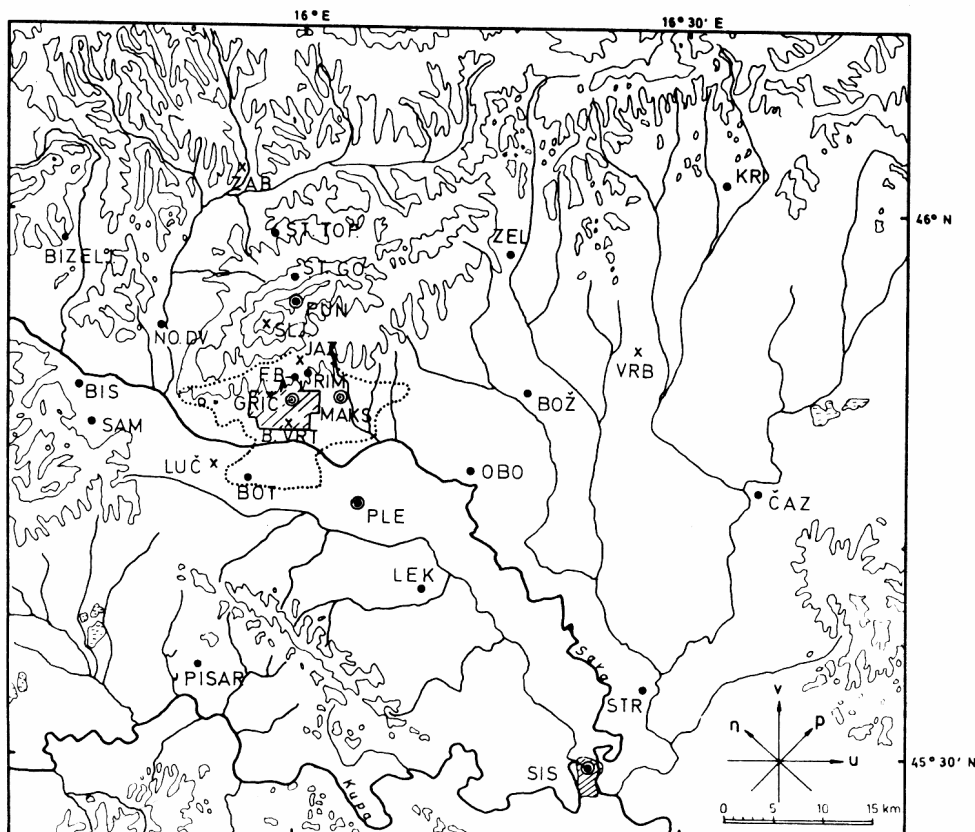 16° E
16° 30' E
ZAB
KR
46° N
ST. TOP.
ZEL
BIZELJ.
ST. GO
PUN
NO. DV
SLJ
JAZ
VRB
BIS
RIM
BOŽ
GRIČ
MAKS
SAM
B. VRT
LUČ
BOT
OBO
ČAZ
PLE
LEK
Sava
PISAR
STR
v
n
p
u
45° 30' N
SIS
Kupa
0
5
10
15 km